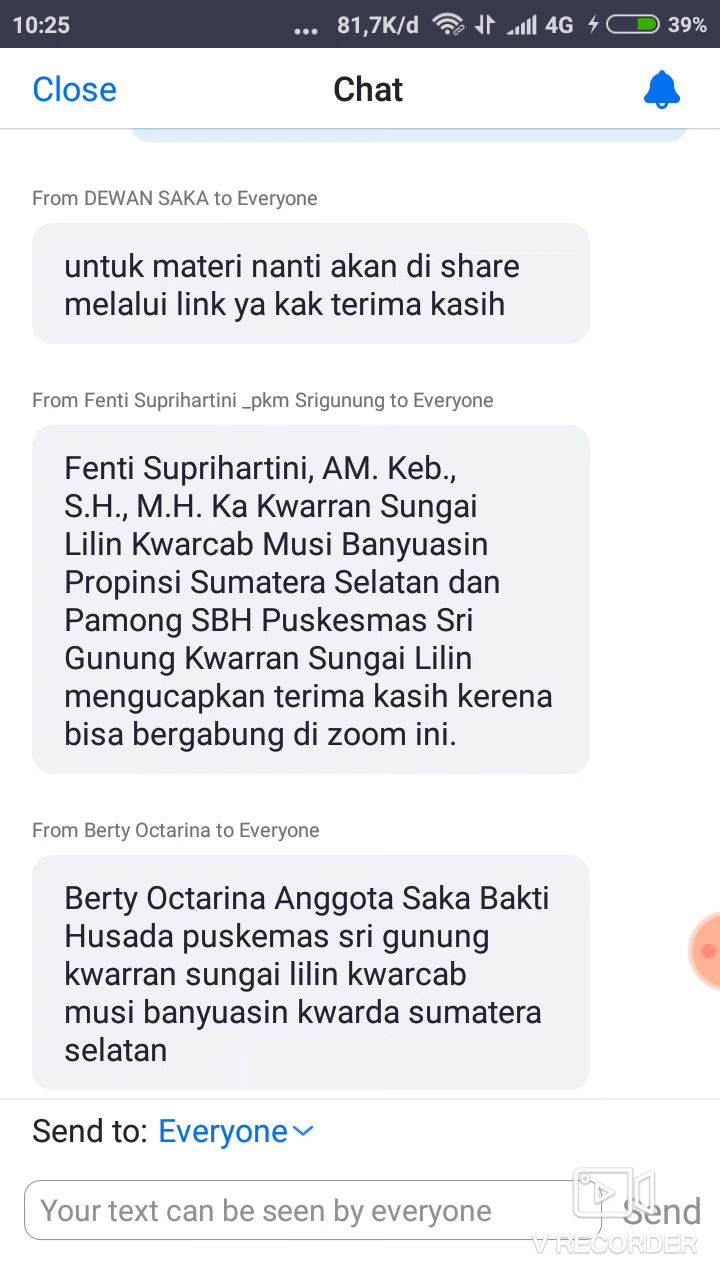 10:25 ... 81,7K/d 4G 39%
Close Chat
From DEWAN SAKA to Everyone
untuk materi nanti akan di share
melalui link ya kak terima kasih
From Fenti Suprihartini _pkm Srigunung to Everyone
Fenti Suprihartini, AM. Keb.,
S.H., M.H. Ka Kwarran Sungai
Lilin Kwarcab Musi Banyuasin
Propinsi Sumatera Selatan dan
Pamong SBH Puskesmas Sri
Gunung Kwarran Sungai Lilin
mengucapkan terima kasih kerena
bisa bergabung di zoom ini.
From Berty Octarina to Everyone
Berty Octarina Anggota Saka Bakti
Husada puskemas sri gunung
kwarran sungai lilin kwarcab
musi banyuasin kwarda sumatera
selatan
Send to: Everyone
Your text can be seen by everyone Send
V RECORDER